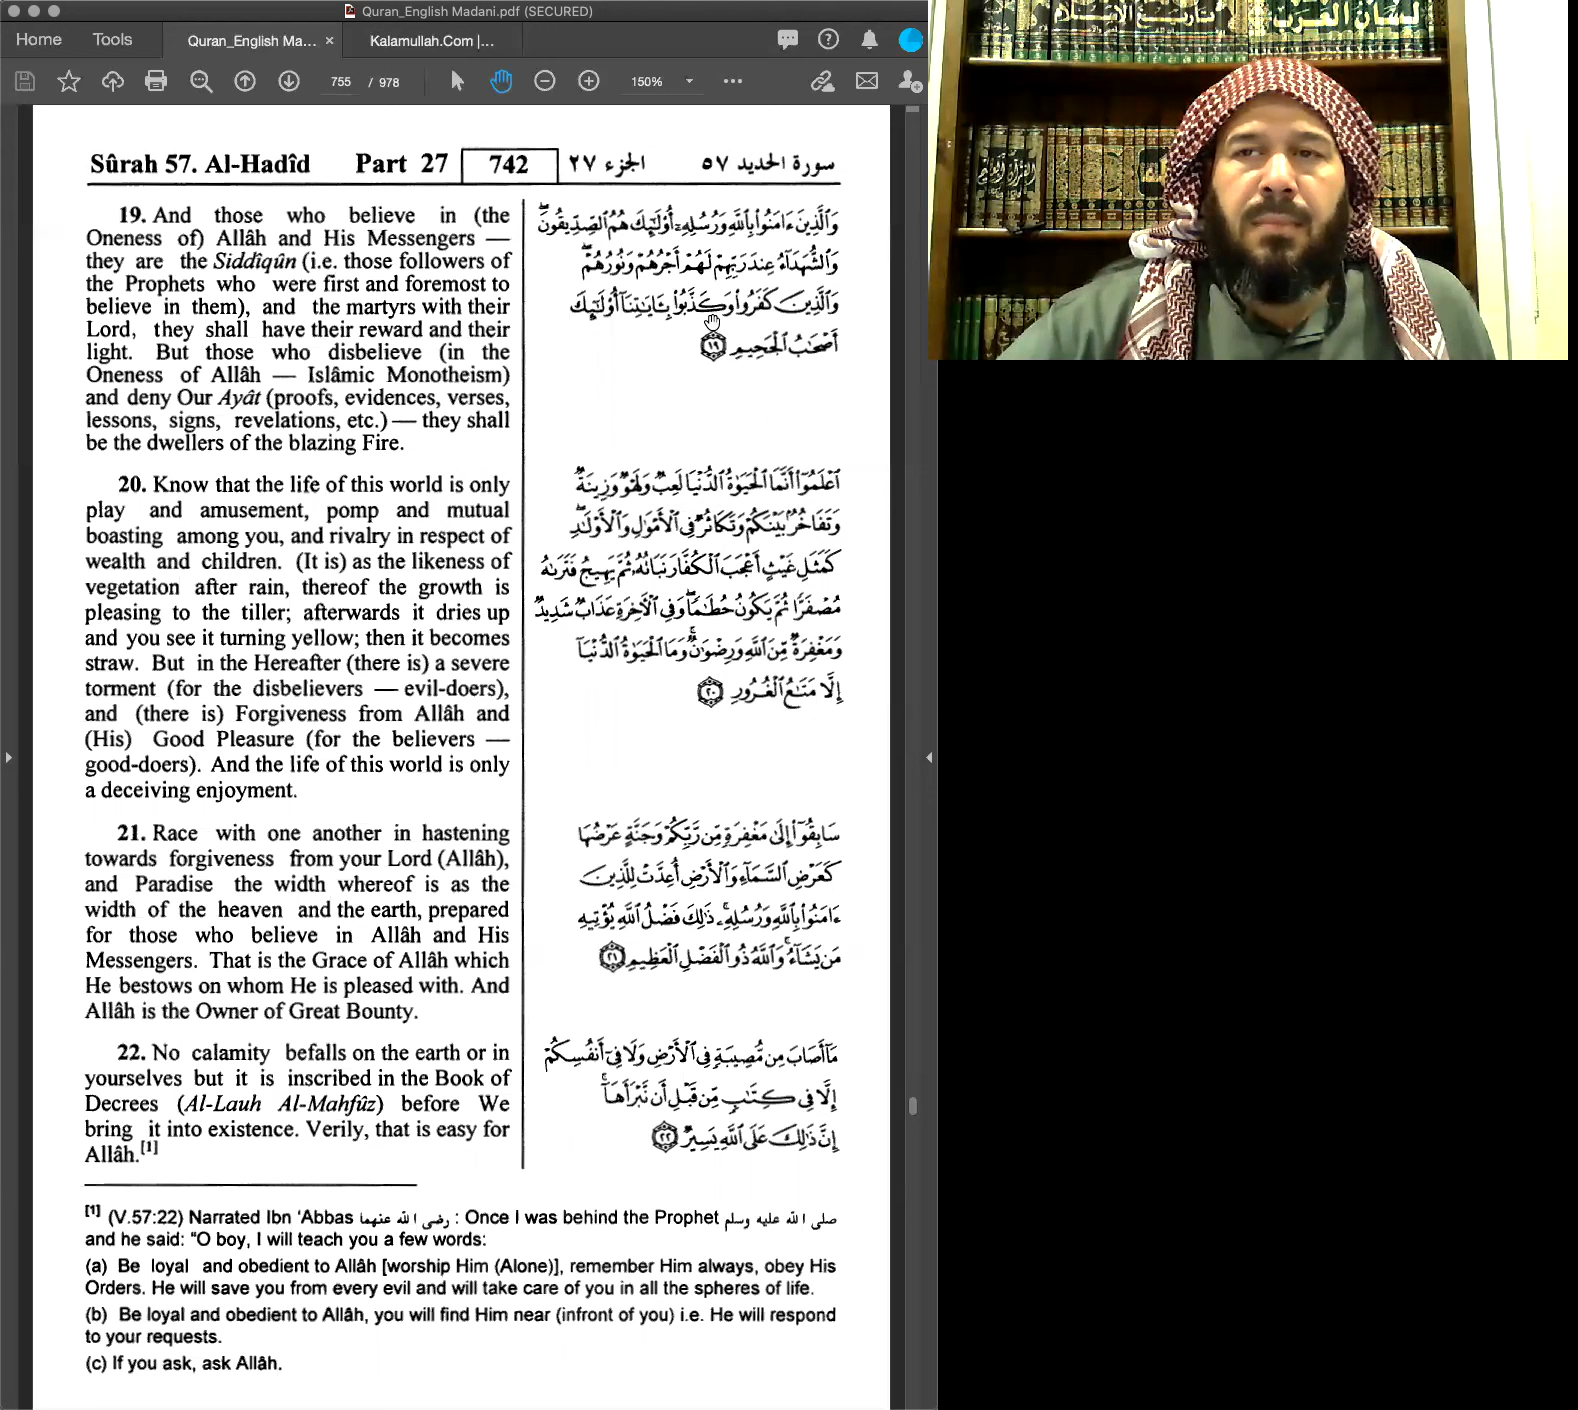 Quran_English Madani.pdf (SECURED)
Home Tools Quran_English Ma... × Kalamullah.Com |...
755 / 978 150%
Sûrah 57. Al-Hadîd Part 27 742 الجزء ٢٧ سورة الحديد ٥٧
19. And those who believe in (the
Oneness of) Allâh and His Messengers —
they are the Siddîqûn (i.e. those followers of
the Prophets who were first and foremost to
believe in them), and the martyrs with their
Lord, they shall have their reward and their
light. But those who disbelieve (in the
Oneness of Allâh — Islâmic Monotheism)
and deny Our Ayât (proofs, evidences, verses,
lessons, signs, revelations, etc.) — they shall
be the dwellers of the blazing Fire.
وَٱلَّذِينَ ءَامَنُوا۟ بِٱللَّهِ وَرُسُلِهِۦٓ أُو۟لَٰٓئِكَ هُمُ ٱلصِّدِّيقُونَ ۖ
وَٱلشُّهَدَآءُ عِندَ رَبِّهِمْ لَهُمْ أَجْرُهُمْ وَنُورُهُمْ ۖ
وَٱلَّذِينَ كَفَرُوا۟ وَكَذَّبُوا۟ بِـَٔايَٰتِنَآ أُو۟لَٰٓئِكَ
أَصْحَٰبُ ٱلْجَحِيمِ ١٩
20. Know that the life of this world is only
play and amusement, pomp and mutual
boasting among you, and rivalry in respect of
wealth and children. (It is) as the likeness of
vegetation after rain, thereof the growth is
pleasing to the tiller; afterwards it dries up
and you see it turning yellow; then it becomes
straw. But in the Hereafter (there is) a severe
torment (for the disbelievers — evil-doers),
and (there is) Forgiveness from Allâh and
(His) Good Pleasure (for the believers —
good-doers). And the life of this world is only
a deceiving enjoyment.
ٱعْلَمُوٓا۟ أَنَّمَا ٱلْحَيَوٰةُ ٱلدُّنْيَا لَعِبٌ وَلَهْوٌ وَزِينَةٌ
وَتَفَاخُرٌۢ بَيْنَكُمْ وَتَكَاثُرٌ فِى ٱلْأَمْوَٰلِ وَٱلْأَوْلَٰدِ ۖ
كَمَثَلِ غَيْثٍ أَعْجَبَ ٱلْكُفَّارَ نَبَاتُهُۥ ثُمَّ يَهِيجُ فَتَرَىٰهُ
مُصْفَرًّا ثُمَّ يَكُونُ حُطَٰمًا ۖ وَفِى ٱلْءَاخِرَةِ عَذَابٌ شَدِيدٌ
وَمَغْفِرَةٌ مِّنَ ٱللَّهِ وَرِضْوَٰنٌ ۚ وَمَا ٱلْحَيَوٰةُ ٱلدُّنْيَآ
إِلَّا مَتَٰعُ ٱلْغُرُورِ ٢٠
21. Race with one another in hastening
towards forgiveness from your Lord (Allâh),
and Paradise the width whereof is as the
width of the heaven and the earth, prepared
for those who believe in Allâh and His
Messengers. That is the Grace of Allâh which
He bestows on whom He is pleased with. And
Allâh is the Owner of Great Bounty.
سَابِقُوٓا۟ إِلَىٰ مَغْفِرَةٍ مِّن رَّبِّكُمْ وَجَنَّةٍ عَرْضُهَا
كَعَرْضِ ٱلسَّمَآءِ وَٱلْأَرْضِ أُعِدَّتْ لِلَّذِينَ
ءَامَنُوا۟ بِٱللَّهِ وَرُسُلِهِۦ ۚ ذَٰلِكَ فَضْلُ ٱللَّهِ يُؤْتِيهِ
مَن يَشَآءُ ۚ وَٱللَّهُ ذُو ٱلْفَضْلِ ٱلْعَظِيمِ ٢١
22. No calamity befalls on the earth or in
yourselves but it is inscribed in the Book of
Decrees (Al-Lauh Al-Mahfûz) before We
bring it into existence. Verily, that is easy for
Allâh.[1]
مَآ أَصَابَ مِن مُّصِيبَةٍ فِى ٱلْأَرْضِ وَلَا فِىٓ أَنفُسِكُمْ
إِلَّا فِى كِتَٰبٍ مِّن قَبْلِ أَن نَّبْرَأَهَآ ۚ
إِنَّ ذَٰلِكَ عَلَى ٱللَّهِ يَسِيرٌ ٢٢
[1] (V.57:22) Narrated Ibn ‘Abbas رضي الله عنهما : Once I was behind the Prophet صلى الله عليه وسلم
and he said: "O boy, I will teach you a few words:
(a) Be loyal and obedient to Allâh [worship Him (Alone)], remember Him always, obey His
Orders. He will save you from every evil and will take care of you in all the spheres of life.
(b) Be loyal and obedient to Allâh, you will find Him near (infront of you) i.e. He will respond
to your requests.
(c) If you ask, ask Allâh.
تاريخ الإسلام
لسان العرب